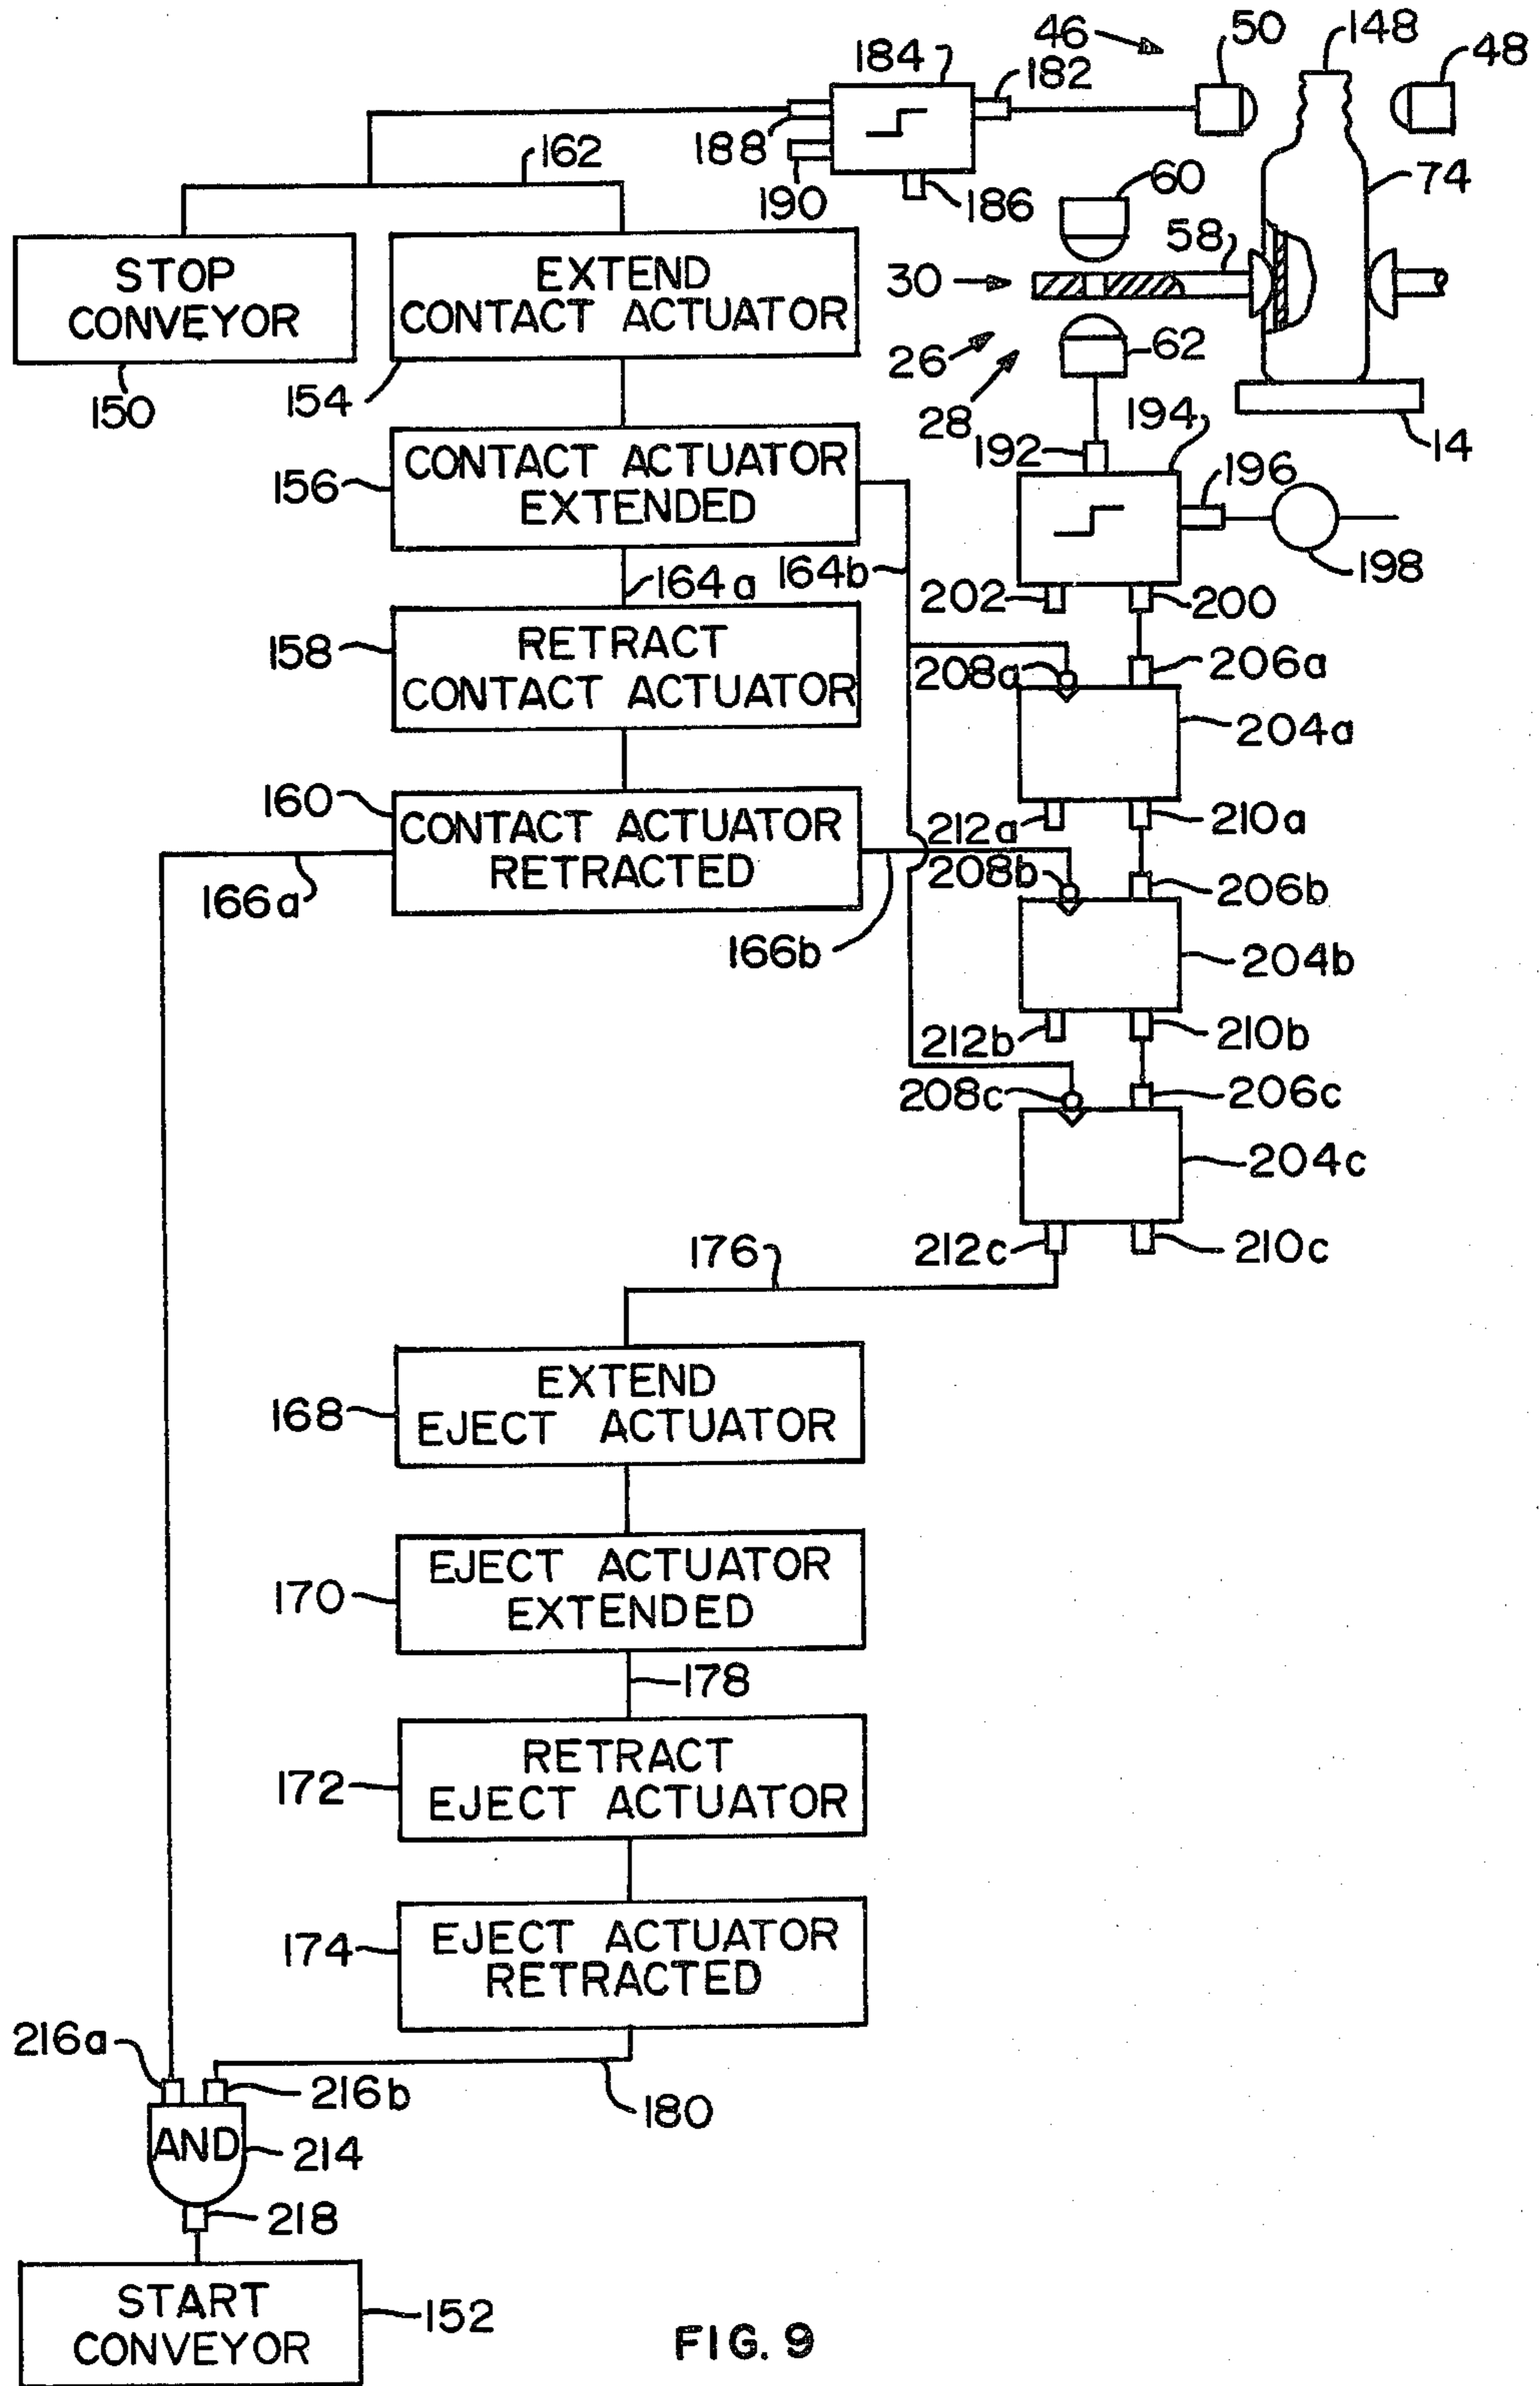 46
50
148
48
184
182
188
190
186
162
60
74
58
30
STOP
CONVEYOR
150
EXTEND
CONTACT ACTUATOR
154
26
28
62
14
192
194
196
198
CONTACT ACTUATOR
EXTENDED
156
164a
164b
202
200
RETRACT
CONTACT ACTUATOR
158
208a
206a
204a
160
CONTACT ACTUATOR
RETRACTED
212a
210a
208b
206b
166a
166b
204b
212b
210b
208c
206c
204c
176
212c
210c
EXTEND
EJECT ACTUATOR
168
EJECT ACTUATOR
EXTENDED
170
178
RETRACT
EJECT ACTUATOR
172
EJECT ACTUATOR
RETRACTED
174
216a
216b
180
AND
214
218
START
CONVEYOR
152
FIG. 9